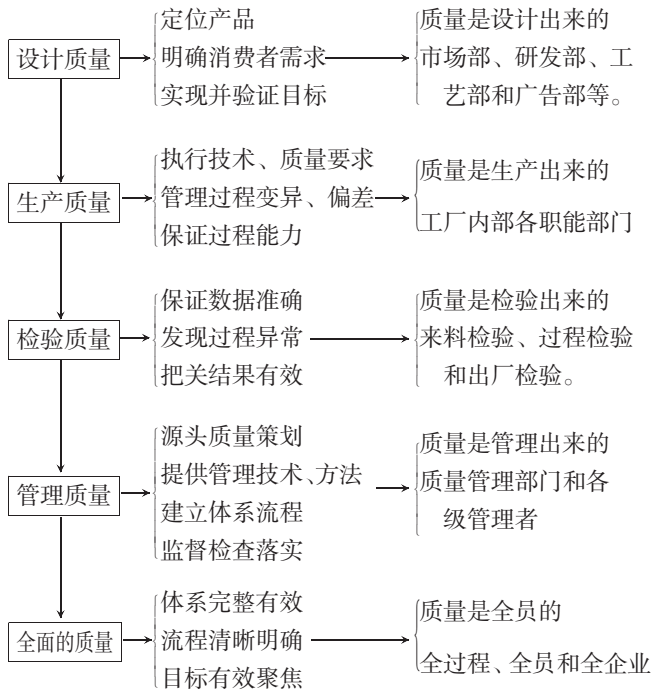 设计质量
定位产品
明确消费者需求
实现并验证目标
质量是设计出来的
市场部、研发部、工
艺部和广告部等。
生产质量
执行技术、质量要求
管理过程变异、偏差
保证过程能力
质量是生产出来的
工厂内部各职能部门
检验质量
保证数据准确
发现过程异常
把关结果有效
质量是检验出来的
来料检验、过程检验
和出厂检验。
管理质量
源头质量策划
提供管理技术、方法
建立体系流程
监督检查落实
质量是管理出来的
质量管理部门和各
级管理者
全面的质量
体系完整有效
流程清晰明确
目标有效聚焦
质量是全员的
全过程、全员和全企业